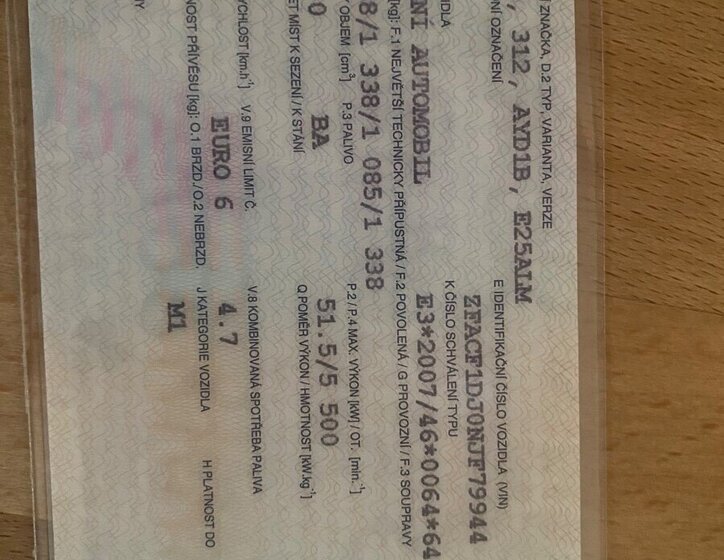 ZNAČKA, D.2 TYP, VARIANTA, VERZE
, 312, AYD1B, E25ALM
NÍ OZNAČENÍ
E IDENTIFIKAČNÍ ČÍSLO VOZIDLA (VIN)
ZFACF1DJ0NJF79944
IDLA
K ČÍSLO SCHVÁLENÍ TYPU
NÍ AUTOMOBIL
E3*2007/46*0064*64
[kg]: F.1 NEJVĚTŠÍ TECHNICKY PŘÍPUSTNÁ / F.2 POVOLENÁ / G PROVOZNÍ / F.3 SOUPRAVY
8/1 338/1 085/1 338
OBJEM [cm³] P.3 PALIVO P.2 / P.4 MAX. VÝKON [kW] / OT. [min.⁻¹]
0 BA 51.5/5 500
ET MÍST K SEZENÍ / K STÁNÍ Q POMĚR VÝKON / HMOTNOST [kW.kg⁻¹]
YCHLOST [km.h⁻¹] V.9 EMISNÍ LIMIT Č. V.8 KOMBINOVANÁ SPOTŘEBA PALIVA
EURO 6 4.7
NOST PŘÍVĚSU [kg]: O.1 BRZD./O.2 NEBRZD. J KATEGORIE VOZIDLA H PLATNOST DO
M1